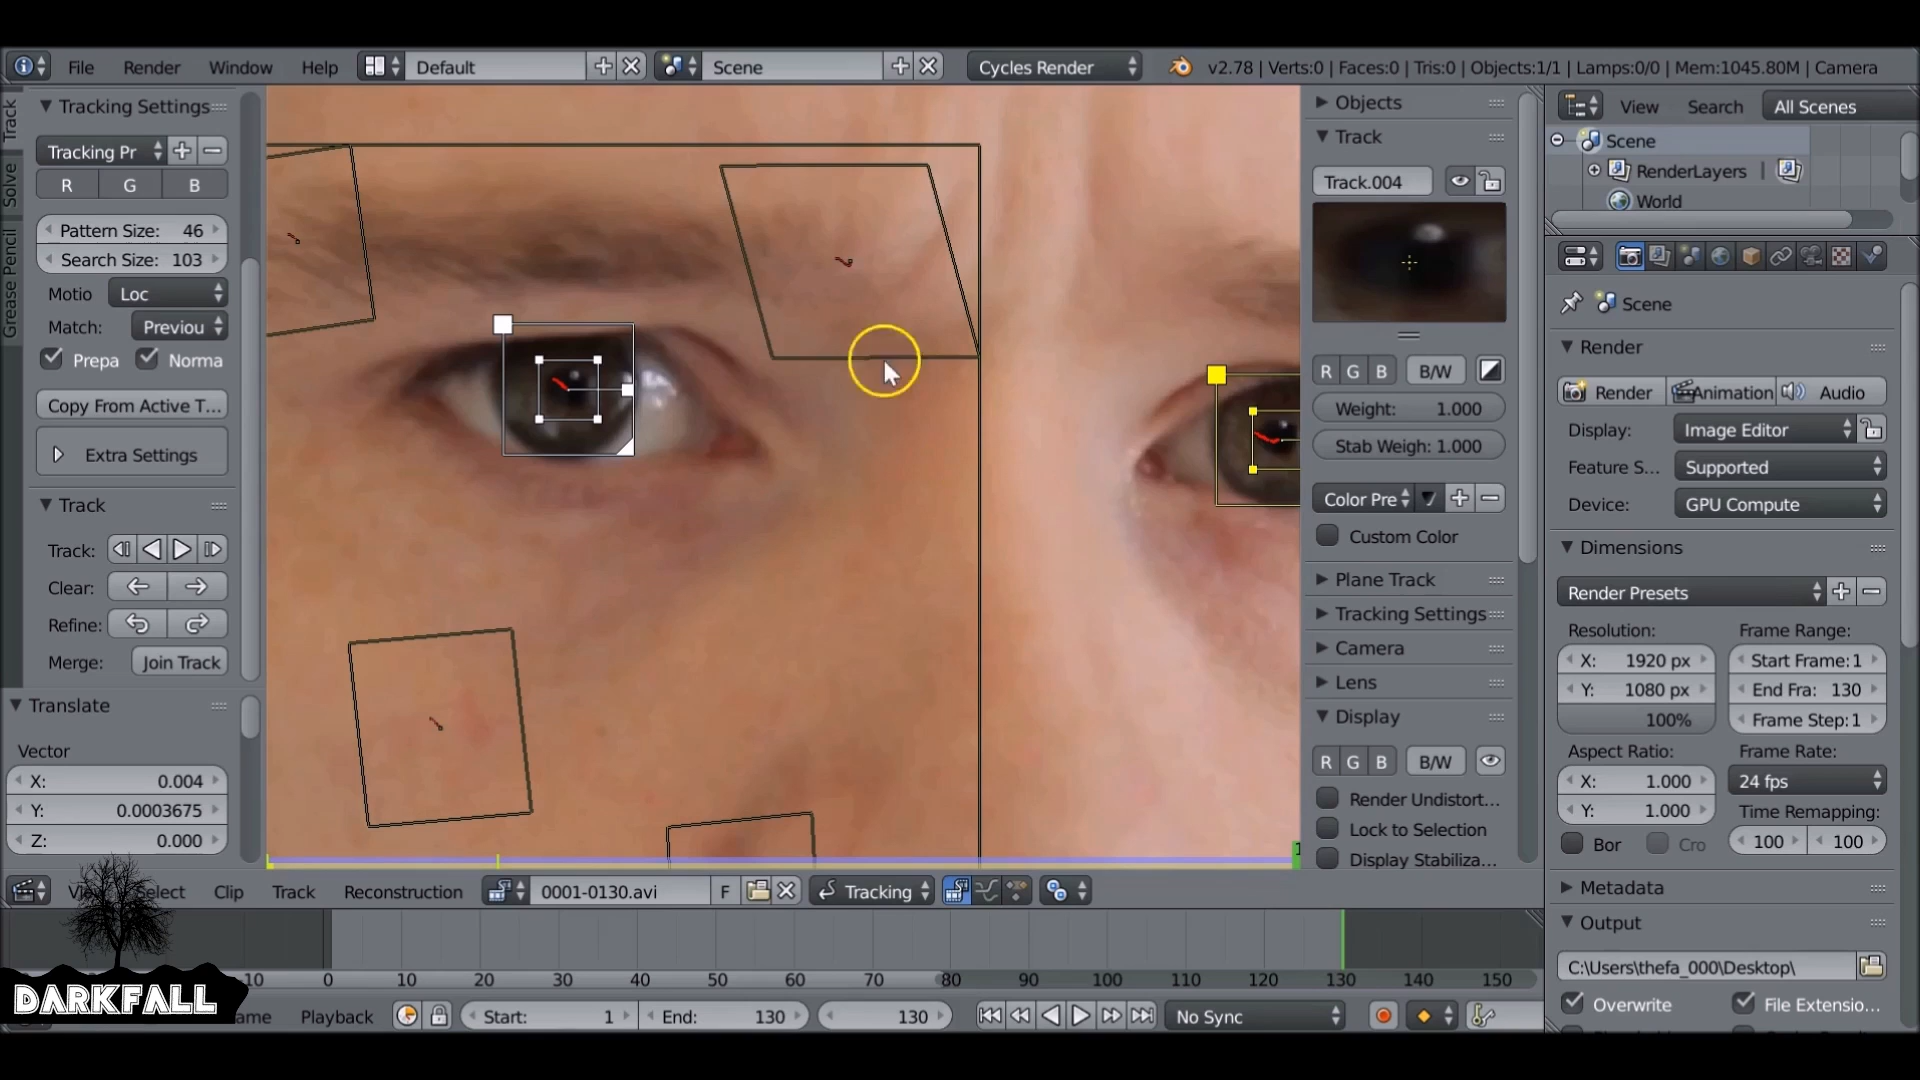 File Render Window Help Default Scene Cycles Render v2.78 | Verts:0 | Faces:0 | Tris:0 | Objects:1/1 | Lamps:0/0 | Mem:1045.80M | Camera
Track
Solve
Grease Pencil
Tracking Settings
Tracking Pr
R G B
Pattern Size: 46
Search Size: 103
Motio Loc
Match: Previou
Prepa Norma
Copy From Active T...
Extra Settings
Track
Track:
Clear:
Refine:
Merge: Join Track
Translate
Vector
X: 0.004
Y: 0.0003675
Z: 0.000
Objects
Track
Track.004
R G B B/W
Weight: 1.000
Stab Weigh: 1.000
Color Pre
Custom Color
Plane Track
Tracking Settings
Camera
Lens
Display
R G B B/W
Render Undistort...
Lock to Selection
Display Stabiliza...
View Search All Scenes
Scene
RenderLayers |
World
Scene
Render
Render Animation Audio
Display: Image Editor
Feature S... Supported
Device: GPU Compute
Dimensions
Render Presets
Resolution: Frame Range:
X: 1920 px Start Frame:1
Y: 1080 px End Fra: 130
100% Frame Step:1
Aspect Ratio: Frame Rate:
X: 1.000 24 fps
Y: 1.000 Time Remapping:
Bor Cro 100 100
Metadata
Output
C:\Users\thefa_000\Desktop\
Overwrite File Extensio...
Select Clip Track Reconstruction 0001-0130.avi F Tracking
10 0 10 20 30 40 50 60 70 80 90 100 110 120 130 140 150
Playback Start: 1 End: 130 130 No Sync
DARKFALL